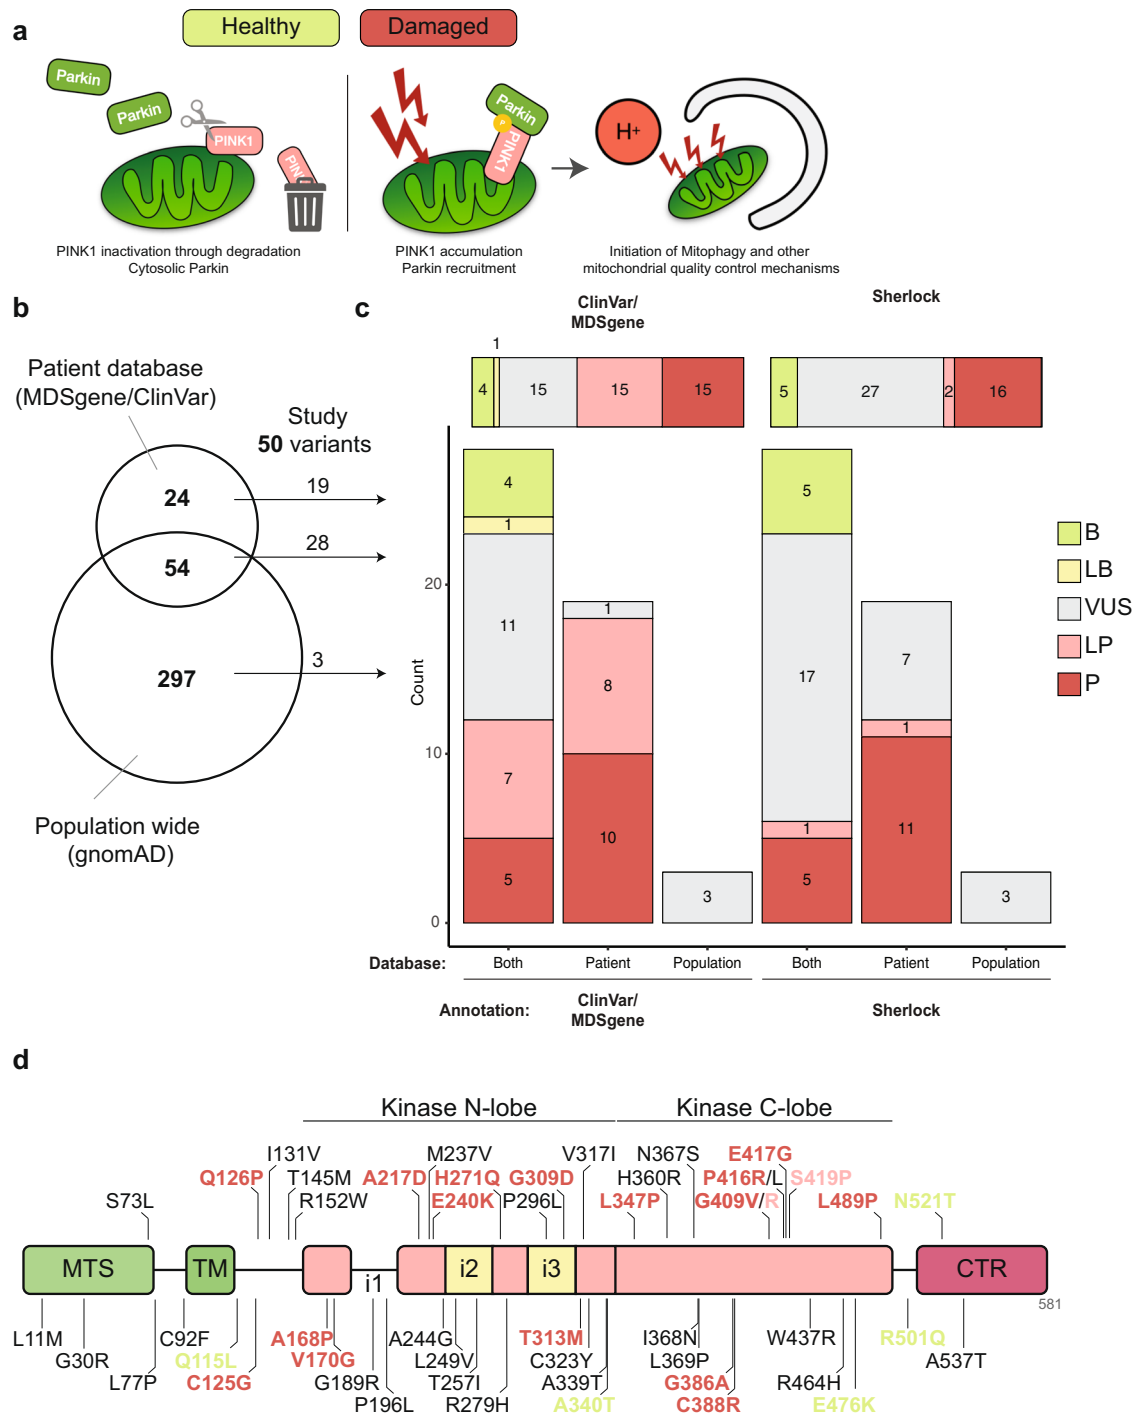 a
Healthy
Damaged
Parkin
Parkin
PINK1
PIN
Parkin
P
PINK1
H+
PINK1 inactivation through degradation
Cytosolic Parkin
PINK1 accumulation
Parkin recruitment
Initiation of Mitophagy and other
mitochondrial quality control mechanisms
b
Patient database
(MDSgene/ClinVar)
Study
50 variants
24
19
54
28
297
3
Population wide
(gnomAD)
c
ClinVar/
MDSgene
Sherlock
1
4
15
15
15
5
27
2
16
Count
20
10
0
4
1
11
7
5
1
8
10
3
5
17
1
5
7
1
11
3
B
LB
VUS
LP
P
Database:
Both
Patient
Population
Both
Patient
Population
Annotation:
ClinVar/
MDSgene
Sherlock
d
Kinase N-lobe
Kinase C-lobe
I131V
M237V
V317I
N367S
E417G
Q126P
T145M
A217D
H271Q
G309D
H360R
P416R/L
S419P
S73L
R152W
E240K
P296L
L347P
G409V/R
L489P
N521T
MTS
TM
i1
i2
i3
CTR
581
L11M
C92F
A168P
A244G
T313M
I368N
W437R
R501Q
G30R
Q115L
V170G
L249V
C323Y
L369P
A537T
L77P
C125G
G189R
T257I
A339T
G386A
R464H
P196L
R279H
A340T
C388R
E476K